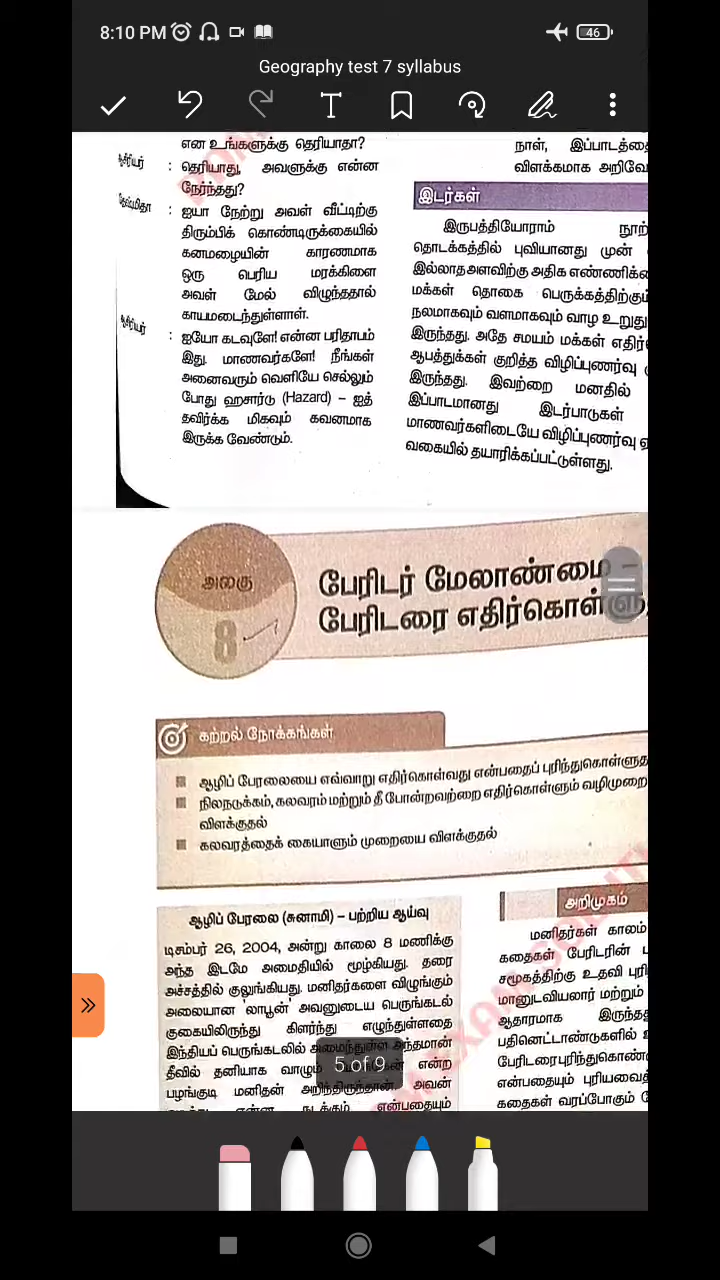 8:10 PM
46
Geography test 7 syllabus
என உங்களுக்கு தெரியாதா?
ஆசிரியர் : தெரியாது, அவளுக்கு என்ன
நேர்ந்தது?
: ஐயா நேற்று அவள் வீட்டிற்கு
திரும்பிக் கொண்டிருக்கையில்
கனமழையின் காரணமாக
ஒரு பெரிய மரக்கிளை
அவள் மேல் விழுந்ததால்
காயமடைந்துள்ளாள்.
ஆசிரியர் : ஐயோ கடவுளே! என்ன பரிதாபம்
இது. மாணவர்களே! நீங்கள்
அனைவரும் வெளியே செல்லும்
போது ஹசார்டு (Hazard) – ஐத்
தவிர்க்க மிகவும் கவனமாக
இருக்க வேண்டும்.
நாள், இப்பாடத்தை
விளக்கமாக அறிவே
இடர்கள்
இருபத்தியோராம் நூற்
தொடக்கத்தில் புவியானது முன்
இல்லாதஅளவிற்கு அதிக எண்ணிக்
மக்கள் தொகை பெருக்கத்திற்கும்
நலமாகவும் வளமாகவும் வாழ உறுது
இருந்தது. அதே சமயம் மக்கள் எதிர்
ஆபத்துக்கள் குறித்த விழிப்புணர்வு
இருந்தது. இவற்றை மனதில்
இப்பாடமானது இடர்பாடுகள்
மாணவர்களிடையே விழிப்புணர்வு ஏ
வகையில் தயாரிக்கப்பட்டுள்ளது.
அலகு
8
பேரிடர் மேலாண்மை –
பேரிடரை எதிர்கொள்ளு
கற்றல் நோக்கங்கள்
ஆழிப் பேரலையை எவ்வாறு எதிர்கொள்வது என்பதைப் புரிந்துகொள்ளுத
நிலநடுக்கம், கலவரம் மற்றும் தீ போன்றவற்றை எதிர்கொள்ளும் வழிமுறை
விளக்குதல்
கலவரத்தைக் கையாளும் முறையை விளக்குதல்
ஆழிப் பேரலை (சுனாமி) – பற்றிய ஆய்வு
டிசம்பர் 26, 2004, அன்று காலை 8 மணிக்கு
அந்த இடமே அமைதியில் மூழ்கியது. தரை
அச்சத்தில் குலுங்கியது. மனிதர்களை விழுங்கும்
அலையான 'லாபூன்' அவனுடைய பெருங்கடல்
குகையிலிருந்து கிளர்ந்து எழுந்துள்ளதை
இந்தியப் பெருங்கடலில் அமைந்துள்ள அந்தமான்
தீவில் தனியாக வாழும் என்ற
பழங்குடி மனிதன் அறிந்திருந்தான். அவன்
என்ன நடக்கும் என்பதையும்
அறிமுகம்
மனிதர்கள் காலம்
கதைகள் பேரிடரின்
சமூகத்திற்கு உதவி புரி
மானுடவியலார் மற்றும்
ஆதாரமாக இருந்த
பதினெட்டாண்டுகளில்
பேரிடரைபுரிந்துகொண்
என்பதையும் புரியவைத்
கதைகள் வரப்போகும்
5 of 9